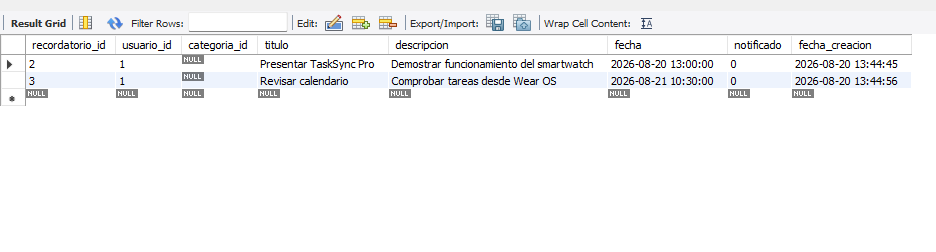 Result Grid Filter Rows: Edit: Export/Import: Wrap Cell Content: IA
recordatorio_id usuario_id categoria_id titulo descripcion fecha notificado fecha_creacion
2 1 NULL Presentar TaskSync Pro Demostrar funcionamiento del smartwatch 2026-08-20 13:00:00 0 2026-08-20 13:44:45
3 1 NULL Revisar calendario Comprobar tareas desde Wear OS 2026-08-21 10:30:00 0 2026-08-20 13:44:56
NULL NULL NULL NULL NULL NULL NULL NULL